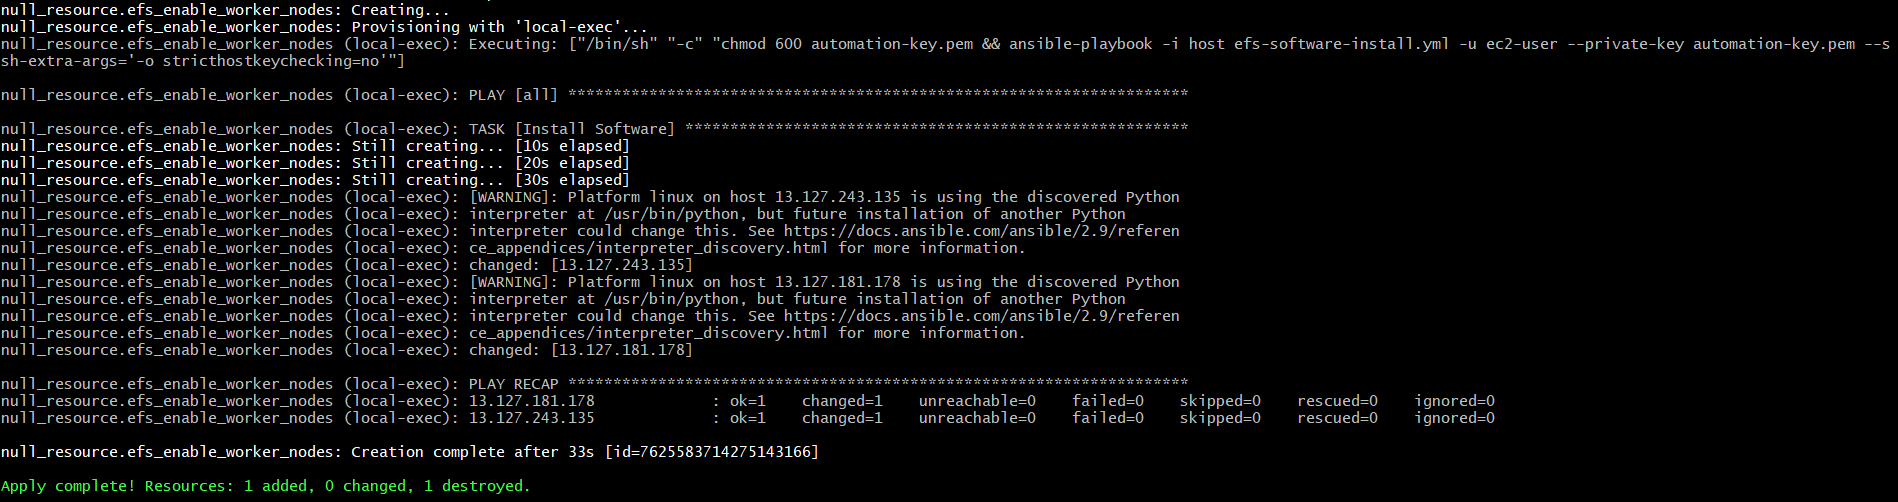 null_resource.efs_enable_worker_nodes: Creating...
null_resource.efs_enable_worker_nodes: Provisioning with 'local-exec'...
null_resource.efs_enable_worker_nodes (local-exec): Executing: ["/bin/sh" "-c" "chmod 600 automation-key.pem && ansible-playbook -i host efs-software-install.yml -u ec2-user --private-key automation-key.pem --s
sh-extra-args='-o stricthostkeychecking=no'"]
null_resource.efs_enable_worker_nodes (local-exec): PLAY [all] *********************************************************************
null_resource.efs_enable_worker_nodes (local-exec): TASK [Install Software] ********************************************************
null_resource.efs_enable_worker_nodes: Still creating... [10s elapsed]
null_resource.efs_enable_worker_nodes: Still creating... [20s elapsed]
null_resource.efs_enable_worker_nodes: Still creating... [30s elapsed]
null_resource.efs_enable_worker_nodes (local-exec): [WARNING]: Platform linux on host 13.127.243.135 is using the discovered Python
null_resource.efs_enable_worker_nodes (local-exec): interpreter at /usr/bin/python, but future installation of another Python
null_resource.efs_enable_worker_nodes (local-exec): interpreter could change this. See https://docs.ansible.com/ansible/2.9/referen
null_resource.efs_enable_worker_nodes (local-exec): ce_appendices/interpreter_discovery.html for more information.
null_resource.efs_enable_worker_nodes (local-exec): changed: [13.127.243.135]
null_resource.efs_enable_worker_nodes (local-exec): [WARNING]: Platform linux on host 13.127.181.178 is using the discovered Python
null_resource.efs_enable_worker_nodes (local-exec): interpreter at /usr/bin/python, but future installation of another Python
null_resource.efs_enable_worker_nodes (local-exec): interpreter could change this. See https://docs.ansible.com/ansible/2.9/referen
null_resource.efs_enable_worker_nodes (local-exec): ce_appendices/interpreter_discovery.html for more information.
null_resource.efs_enable_worker_nodes (local-exec): changed: [13.127.181.178]
null_resource.efs_enable_worker_nodes (local-exec): PLAY RECAP *********************************************************************
null_resource.efs_enable_worker_nodes (local-exec): 13.127.181.178             : ok=1    changed=1    unreachable=0    failed=0    skipped=0    rescued=0    ignored=0
null_resource.efs_enable_worker_nodes (local-exec): 13.127.243.135             : ok=1    changed=1    unreachable=0    failed=0    skipped=0    rescued=0    ignored=0
null_resource.efs_enable_worker_nodes: Creation complete after 33s [id=7625583714275143166]
Apply complete! Resources: 1 added, 0 changed, 1 destroyed.